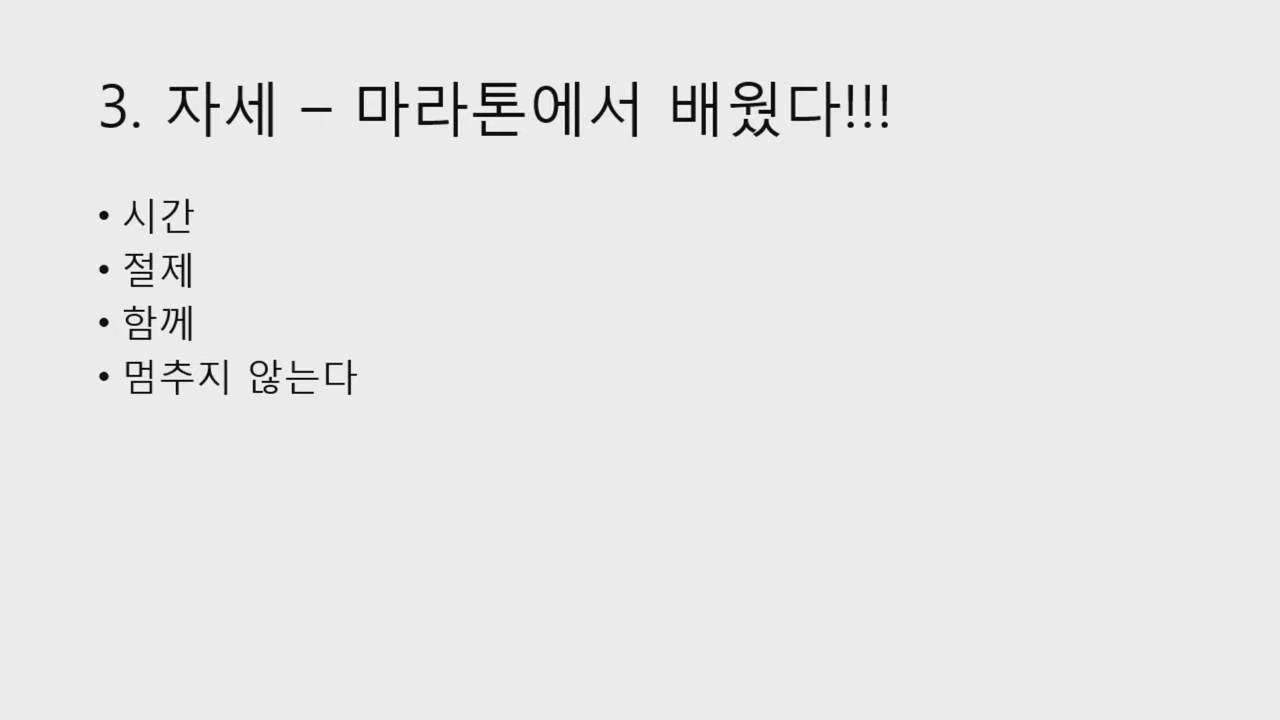 3. 자세 – 마라톤에서 배웠다!!!
• 시간
• 절제
• 함께
• 멈추지 않는다